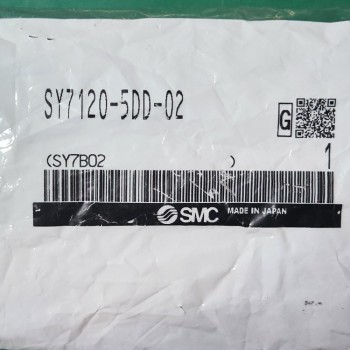 SY7120-5DD-02
G
(SY7B02 )
1
SMC MADE IN JAPAN